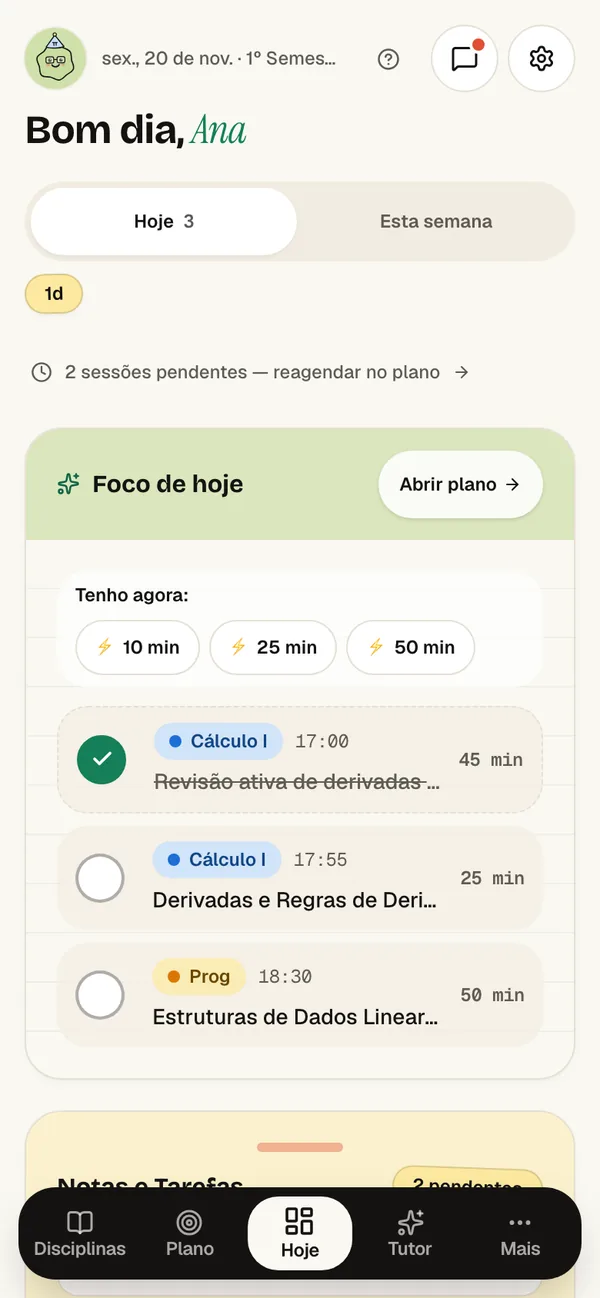 sex., 20 de nov. · 1º Semes...
Bom dia, Ana
Hoje 3
Esta semana
1d
2 sessões pendentes — reagendar no plano →
Foco de hoje
Abrir plano →
Tenho agora:
10 min
25 min
50 min
Cálculo I 17:00
Revisão ativa de derivadas ...
45 min
Cálculo I 17:55
Derivadas e Regras de Deri...
25 min
Prog 18:30
Estruturas de Dados Linear...
50 min
Notas e Tarefas
2 pendentes
Disciplinas
Plano
Hoje
Tutor
Mais